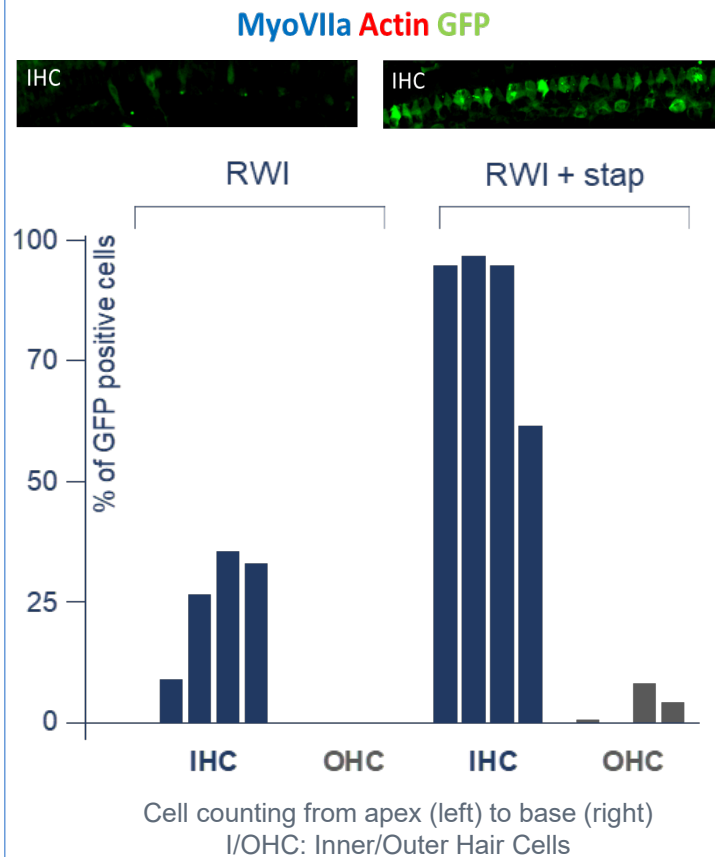 MyoVIIa Actin GFP
IHC
IHC
RWI
RWI + stap
100
70
50
25
0
% of GFP positive cells
IHC
OHC
IHC
OHC
Cell counting from apex (left) to base (right)
I/OHC: Inner/Outer Hair Cells